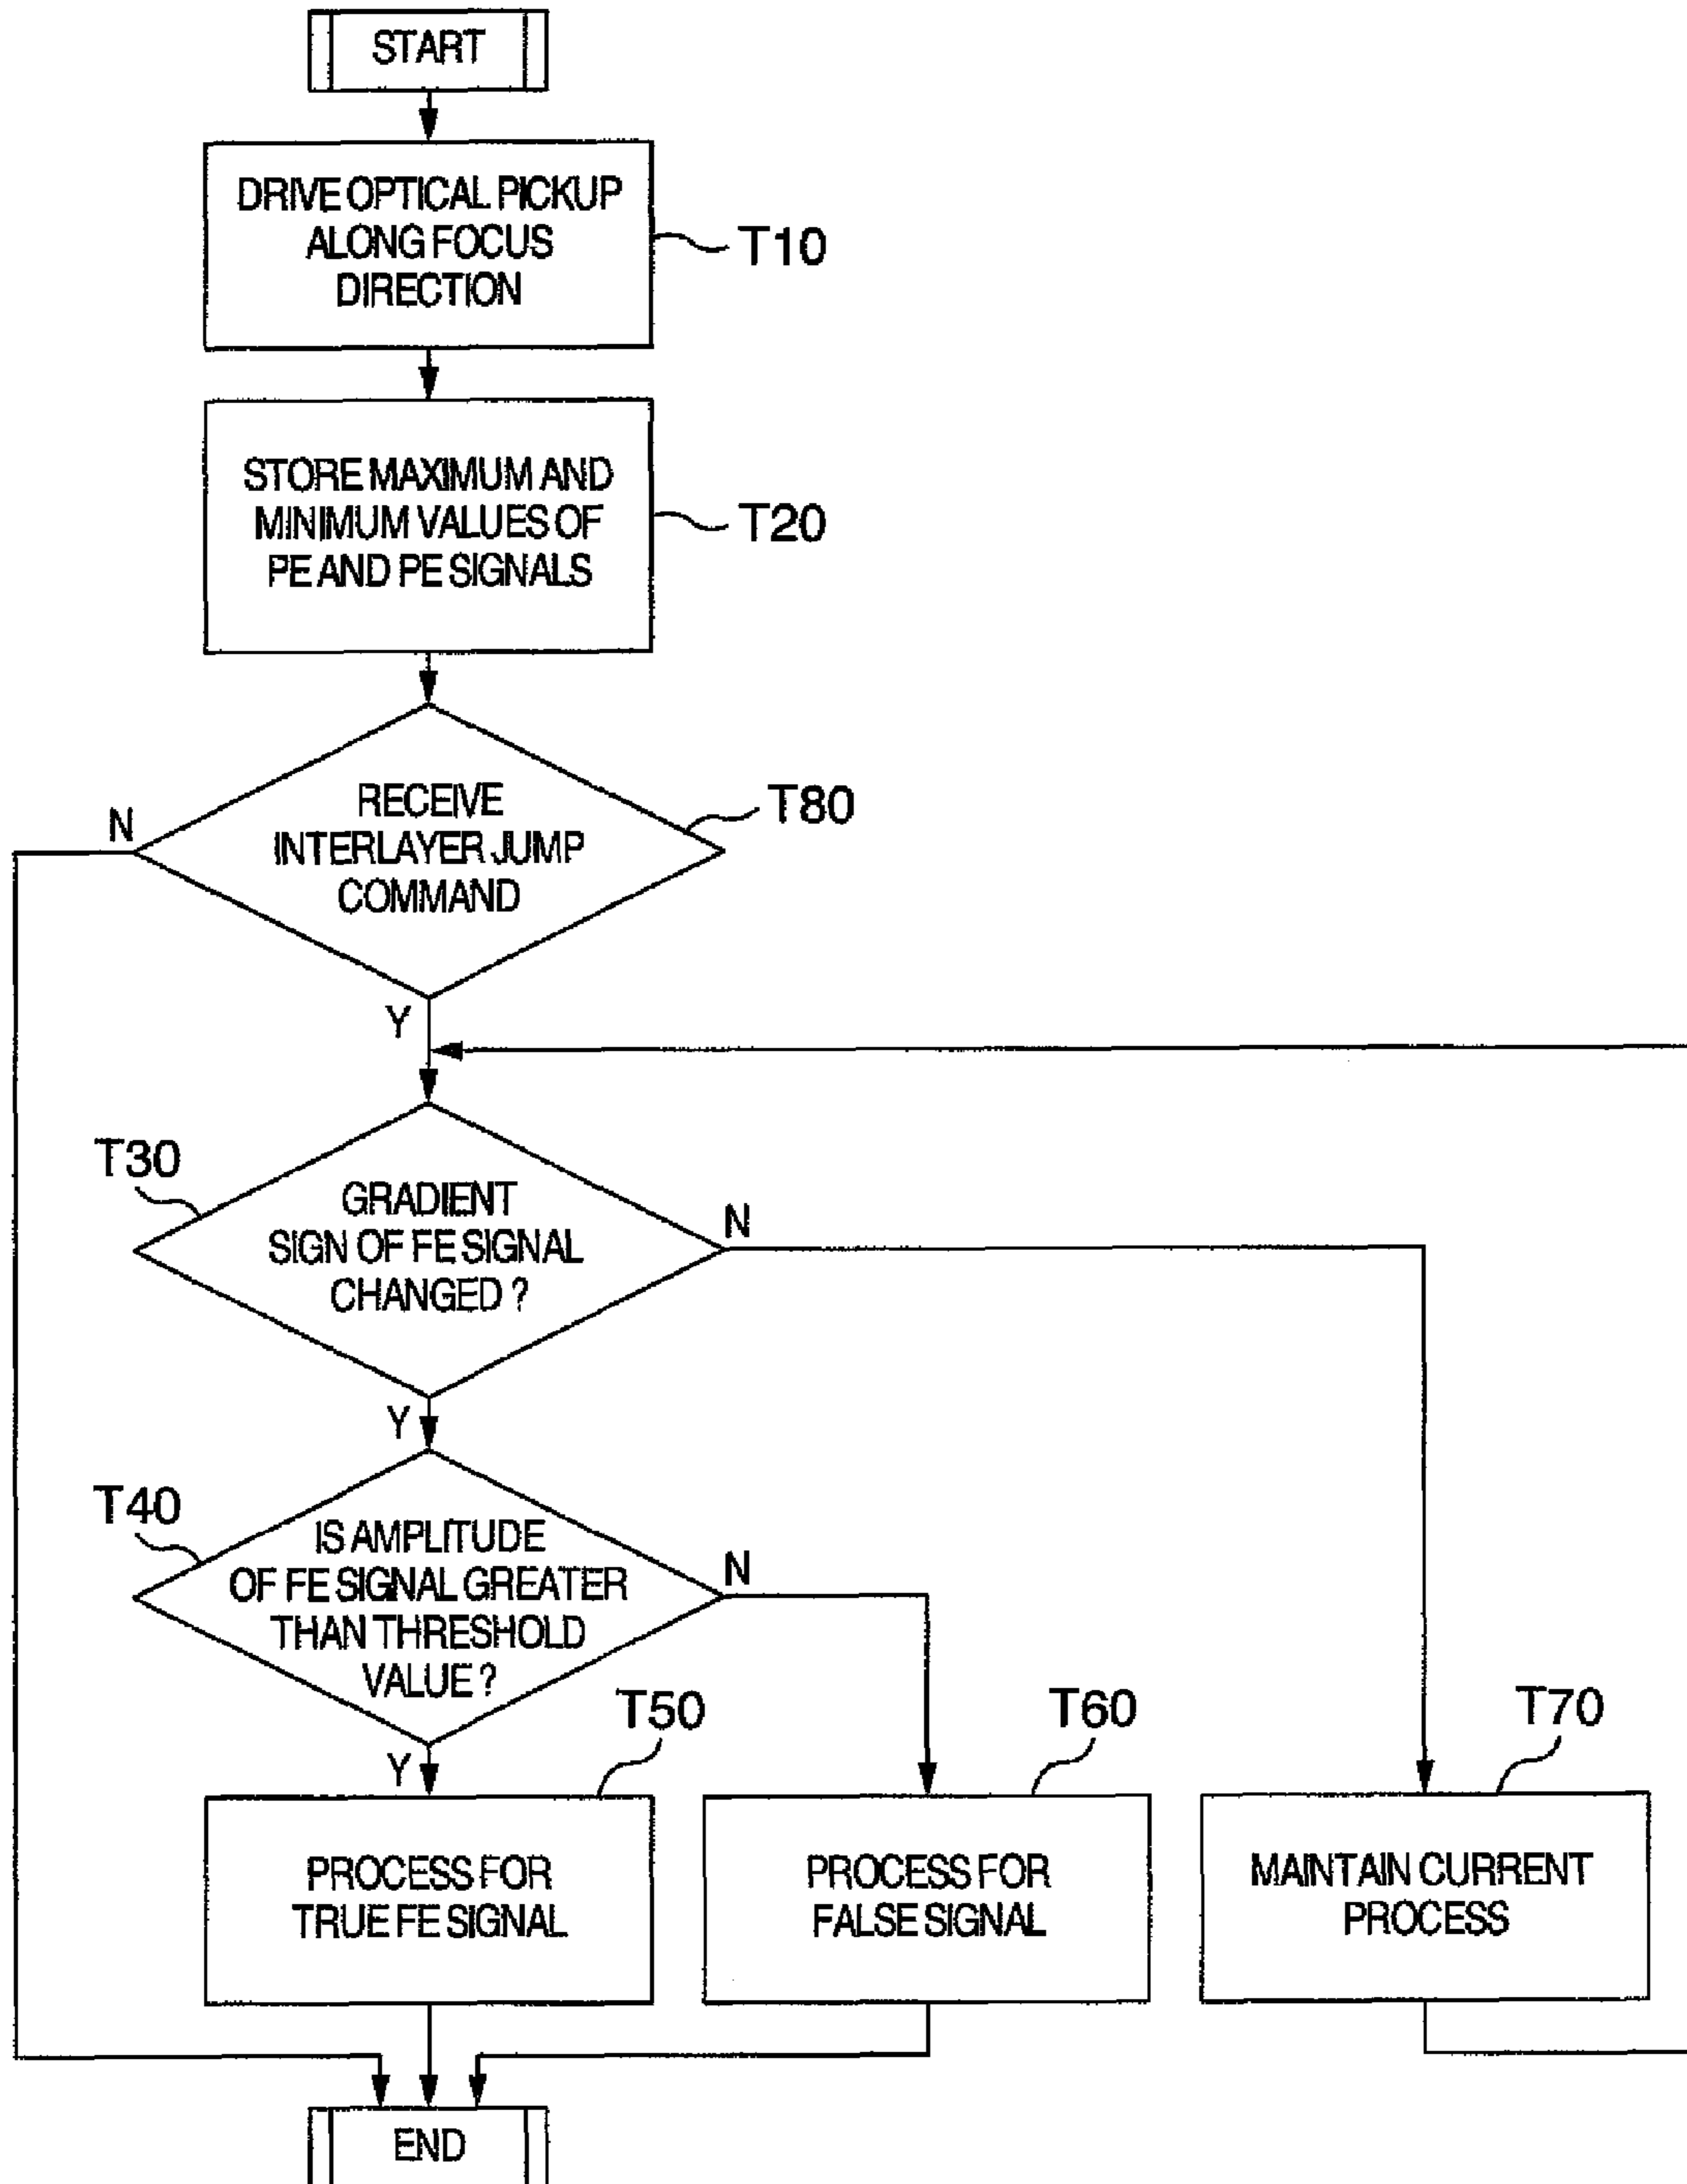 START
DRIVE OPTICAL PICKUP
ALONG FOCUS
DIRECTION
T10
STORE MAXIMUM AND
MINIMUM VALUES OF
PE AND PE SIGNALS
T20
RECEIVE
INTERLAYER JUMP
COMMAND
T80
N
Y
T30
GRADIENT
SIGN OF FE SIGNAL
CHANGED ?
N
Y
T40
IS AMPLITUDE
OF FE SIGNAL GREATER
THAN THRESHOLD
VALUE ?
N
Y
T50
PROCESS FOR
TRUE FE SIGNAL
T60
PROCESS FOR
FALSE SIGNAL
T70
MAINTAIN CURRENT
PROCESS
END